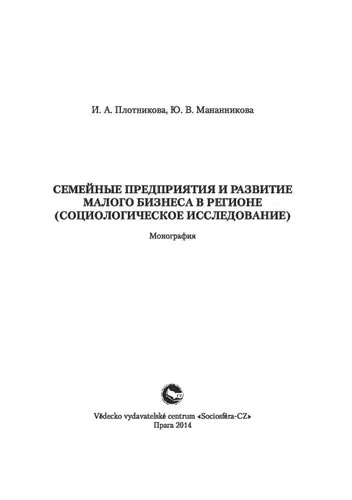 И. А. Плотникова, Ю. В. Мананникова
СЕМЕЙНЫЕ ПРЕДПРИЯТИЯ И РАЗВИТИЕ
МАЛОГО БИЗНЕСА В РЕГИОНЕ
(СОЦИОЛОГИЧЕСКОЕ ИССЛЕДОВАНИЕ)
Монография
Vědecko vydavatelské centrum «Sociosféra-CZ»
Прага 2014